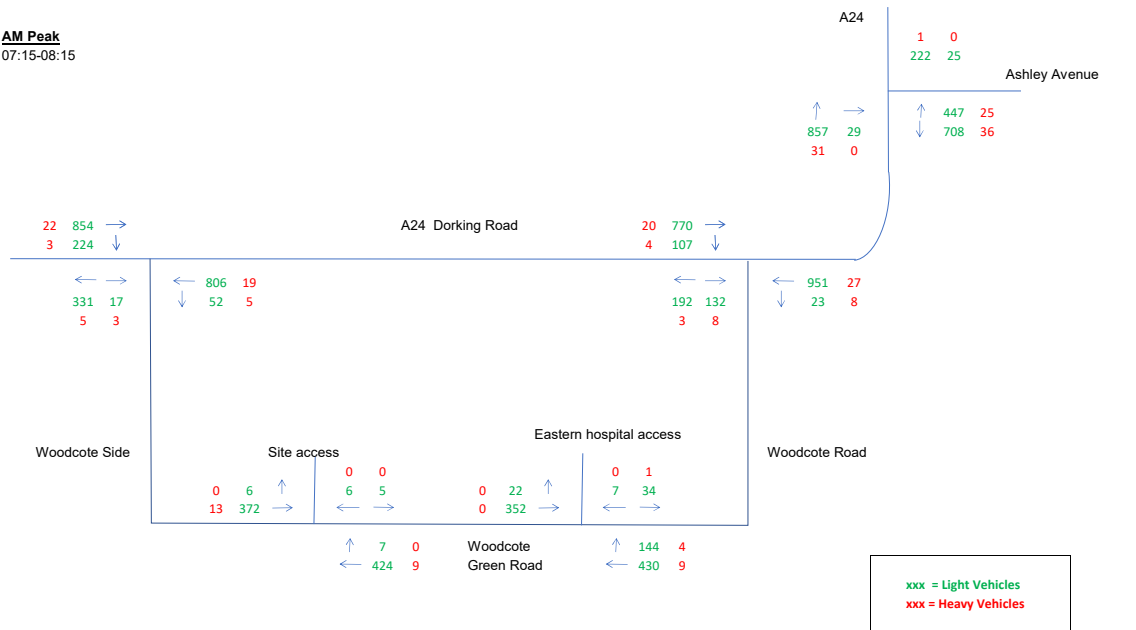 A24
AM Peak
07:15-08:15
1 0
222 25
Ashley Avenue
↑ → ↑ 447 25
857 29 ↓ 708 36
31 0
22 854 → A24 Dorking Road 20 770 →
3 224 ↓ 4 107 ↓
← → ← 806 19 ← → ← 951 27
331 17 ↓ 52 5 192 132 ↓ 23 8
5 3 3 8
Eastern hospital access
Woodcote Side Site access Woodcote Road
0 0 0 1
0 6 ↑ 6 5 0 22 ↑ 7 34
13 372 → ← → 0 352 → ← →
↑ 7 0 Woodcote ↑ 144 4
← 424 9 Green Road ← 430 9
xxx = Light Vehicles
xxx = Heavy Vehicles